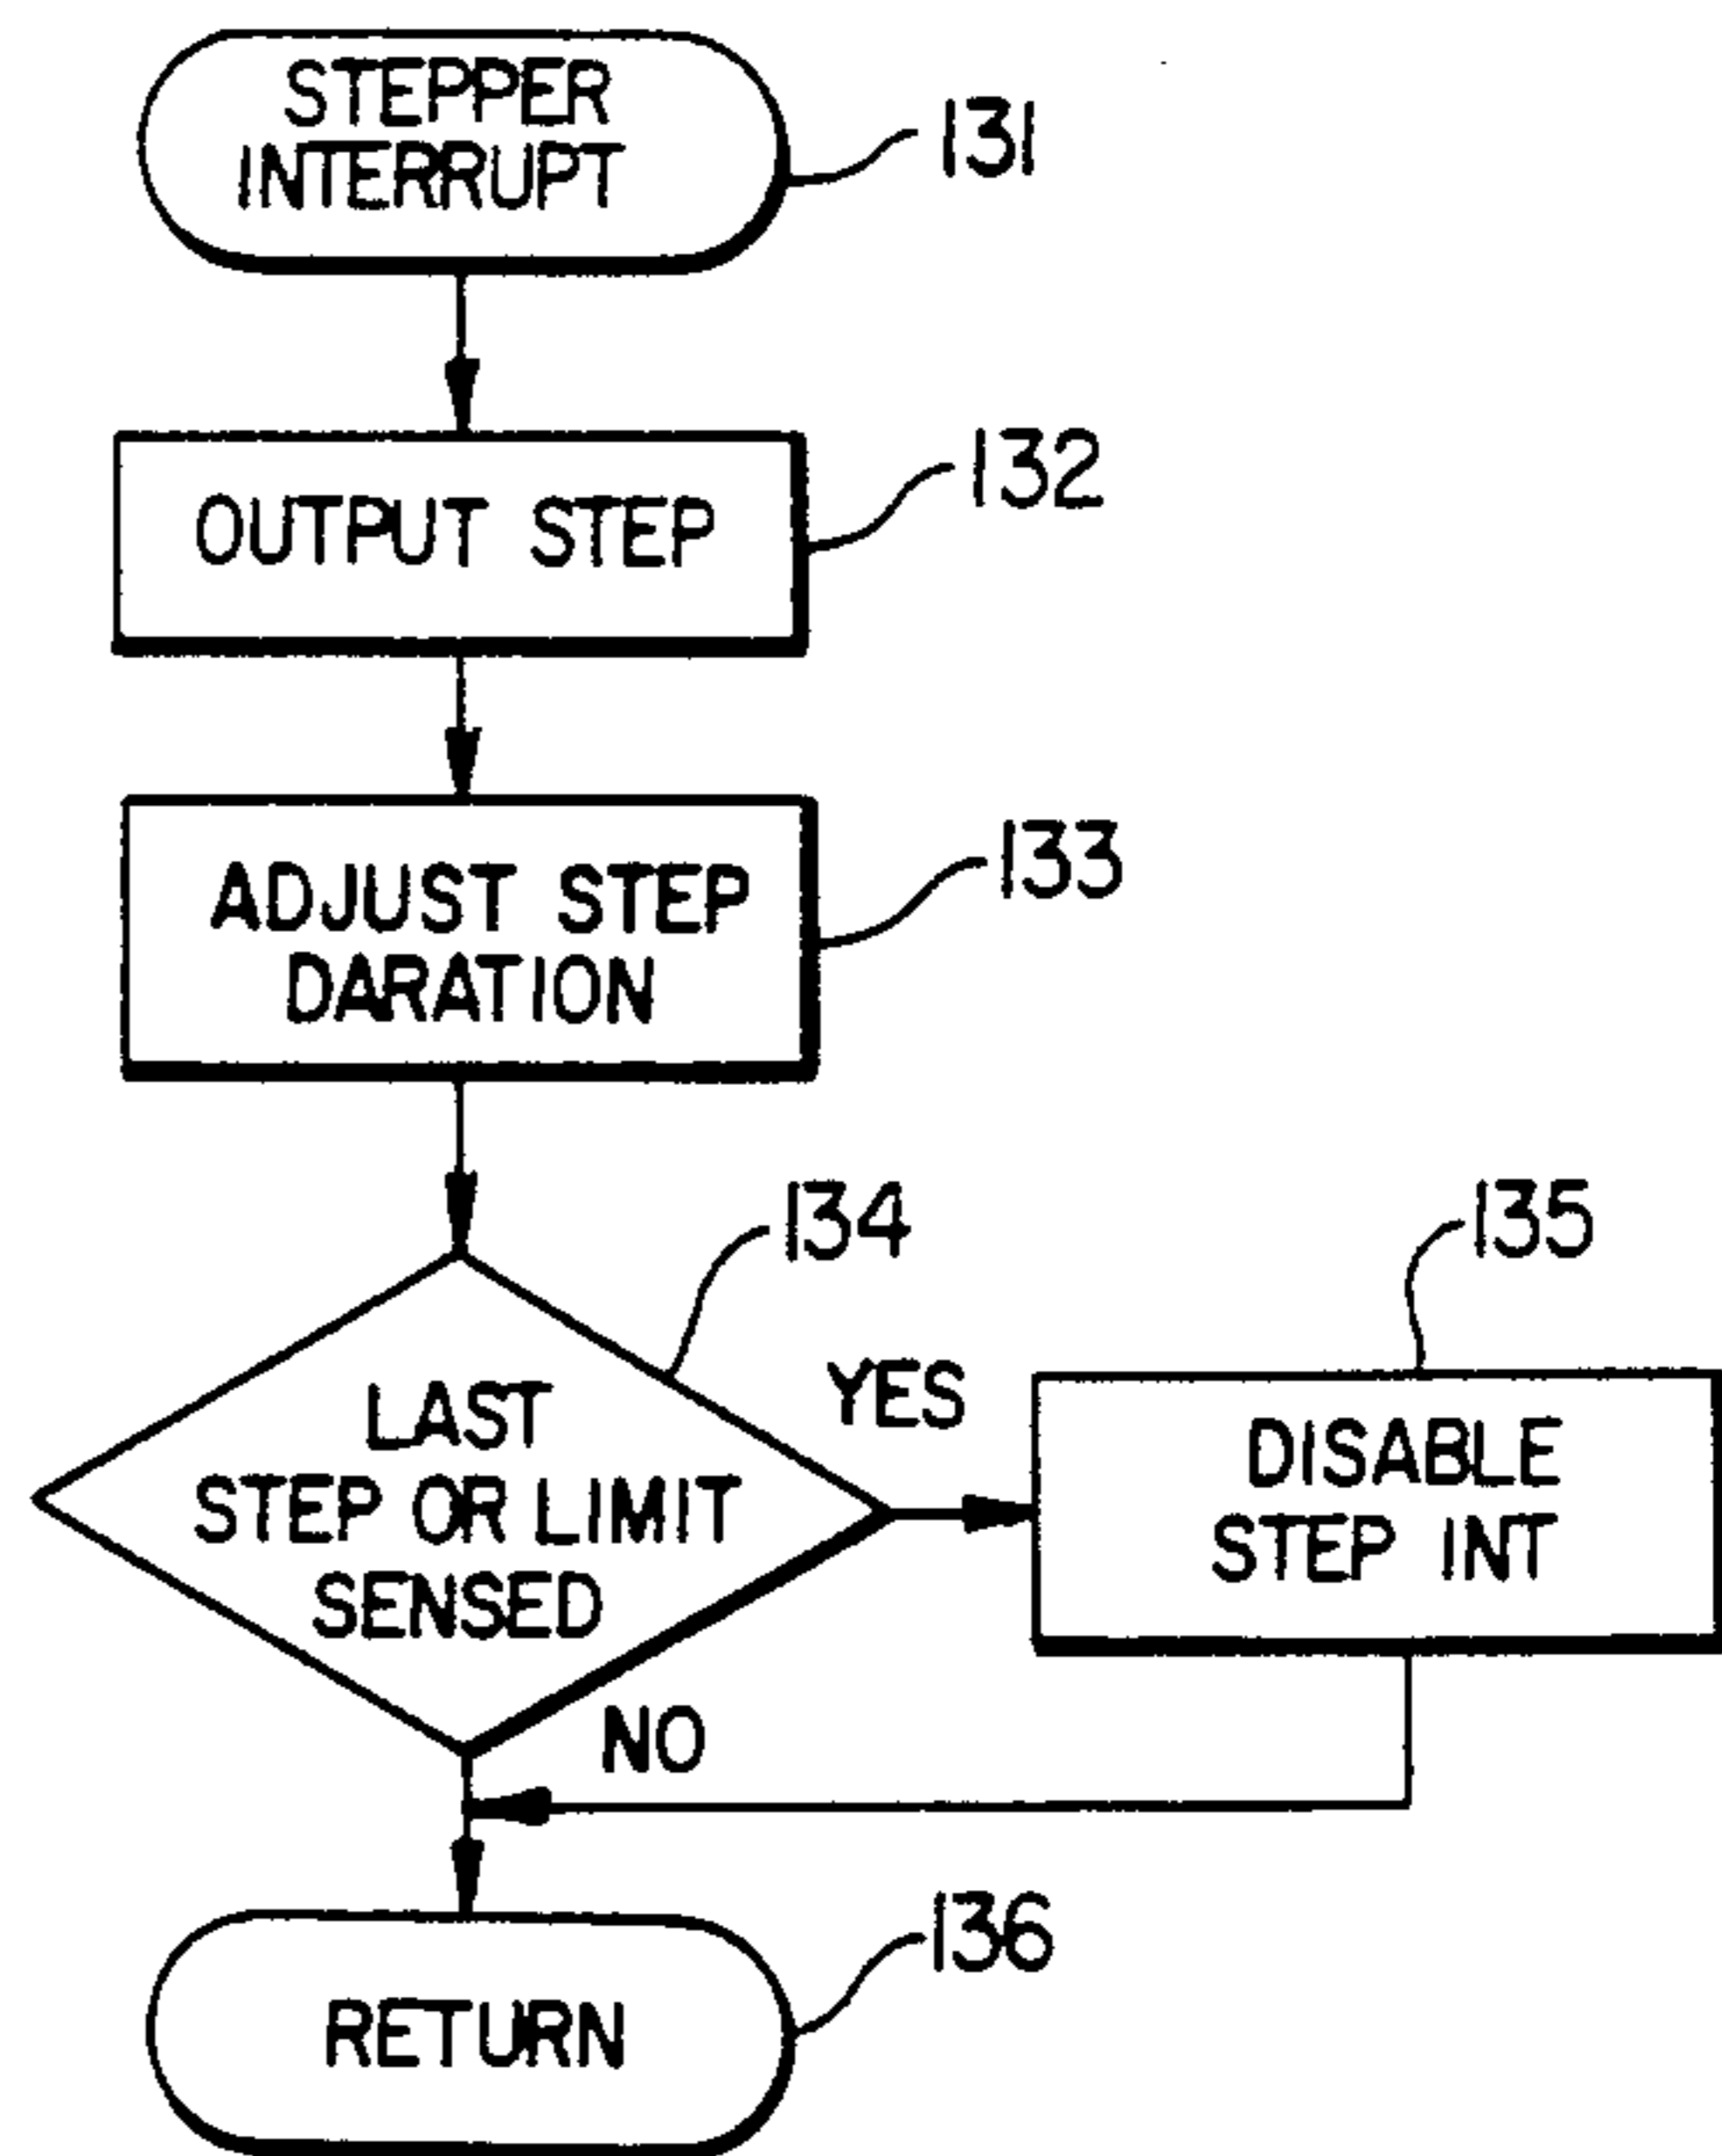 STEPPER
INTERRUPT
131
OUTPUT STEP
132
ADJUST STEP
DARATION
133
134
LAST
STEP OR LIMIT
SENSED
YES
135
DISABLE
STEP INT
NO
RETURN
136